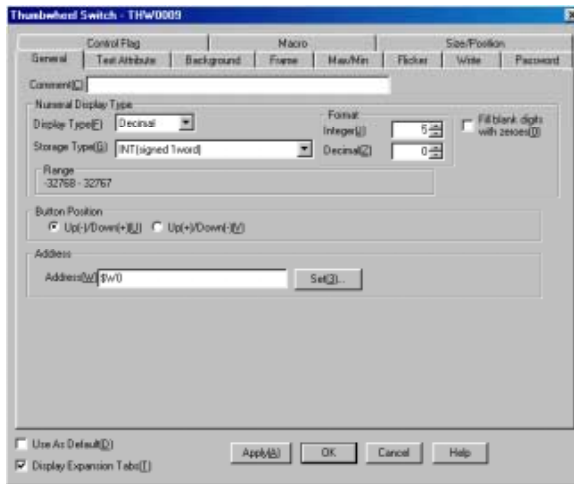 Thumbwheel Switch - THW0009
Control Flag Macro Size/Position
General Text Attribute Background Frame Max/Min Flicker Write Password
Comment(C)
Numeral Display Type
Display Type(F) Decimal
Storage Type(G) INT(signed 1word)
Format
Integer(J) 5
Decimal(Z) 0
Fill blank digits
with zeroes(0)
Range
-32768 - 32767
Button Position
Up(-)/Down(+)(U) Up(+)/Down(-)(V)
Address
Address(W) $W0 Set(3)...
Use As Default(D)
Display Expansion Tabs(T)
Apply(A) OK Cancel Help